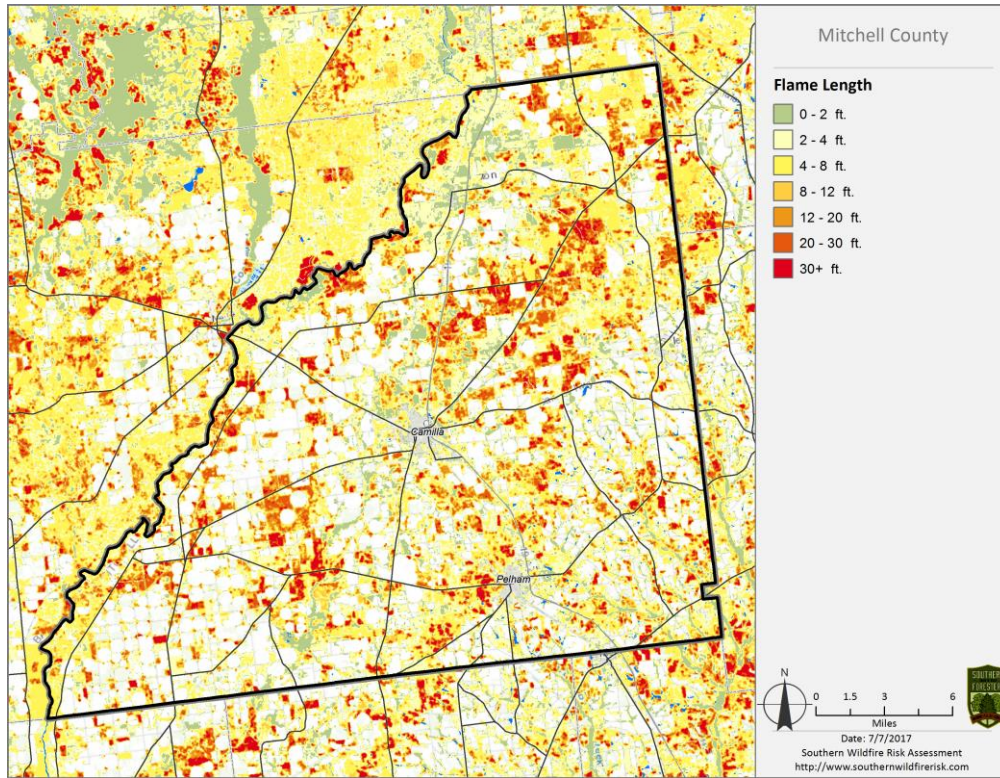 Mitchell County
Flame Length
0 - 2 ft.
2 - 4 ft.
4 - 8 ft.
8 - 12 ft.
12 - 20 ft.
20 - 30 ft.
30+ ft.
Camilla
Pelham
N
0 1.5 3 6
Miles
Date: 7/7/2017
Southern Wildfire Risk Assessment
http://www.southernwildfirerisk.com
SOUTHERN
FORESTERS